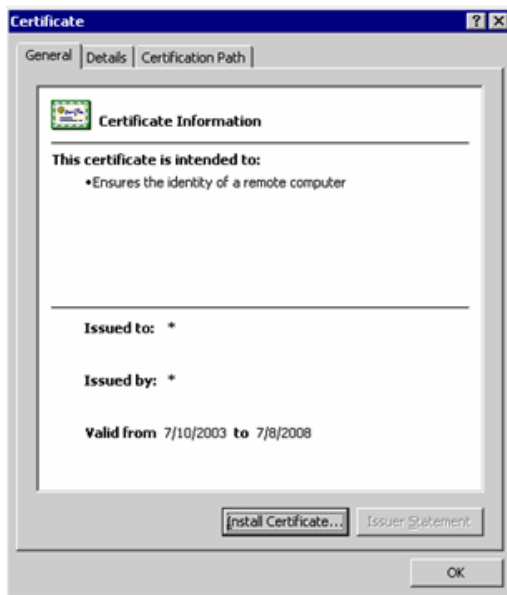 Certificate
General Details Certification Path
Certificate Information
This certificate is intended to:
•Ensures the identity of a remote computer
Issued to: *
Issued by: *
Valid from 7/10/2003 to 7/8/2008
Install Certificate... Issuer Statement
OK